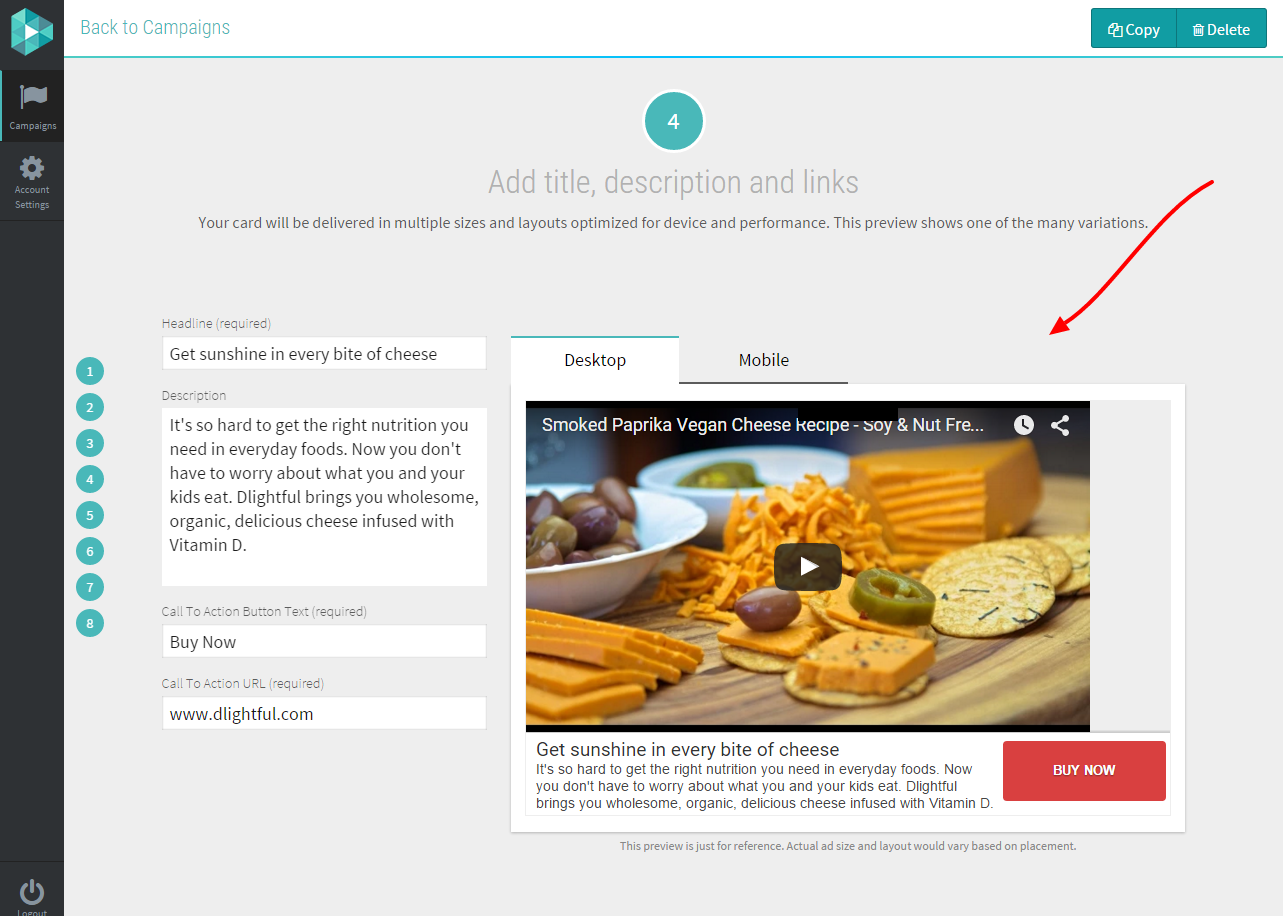 Back to Campaigns
Copy
Delete
Campaigns
Account
Settings
4
Add title, description and links
Your card will be delivered in multiple sizes and layouts optimized for device and performance. This preview shows one of the many variations.
1
2
3
4
5
6
7
8
Headline (required)
Get sunshine in every bite of cheese
Description
It's so hard to get the right nutrition you
need in everyday foods. Now you don't
have to worry about what you and your
kids eat. Dlightful brings you wholesome,
organic, delicious cheese infused with
Vitamin D.
Call To Action Button Text (required)
Buy Now
Call To Action URL (required)
www.dlightful.com
Desktop
Mobile
Smoked Paprika Vegan Cheese Recipe - Soy & Nut Fre...
Get sunshine in every bite of cheese
It's so hard to get the right nutrition you need in everyday foods. Now
you don't have to worry about what you and your kids eat. Dlightful
brings you wholesome, organic, delicious cheese infused with Vitamin D.
BUY NOW
This preview is just for reference. Actual ad size and layout would vary based on placement.
Logout